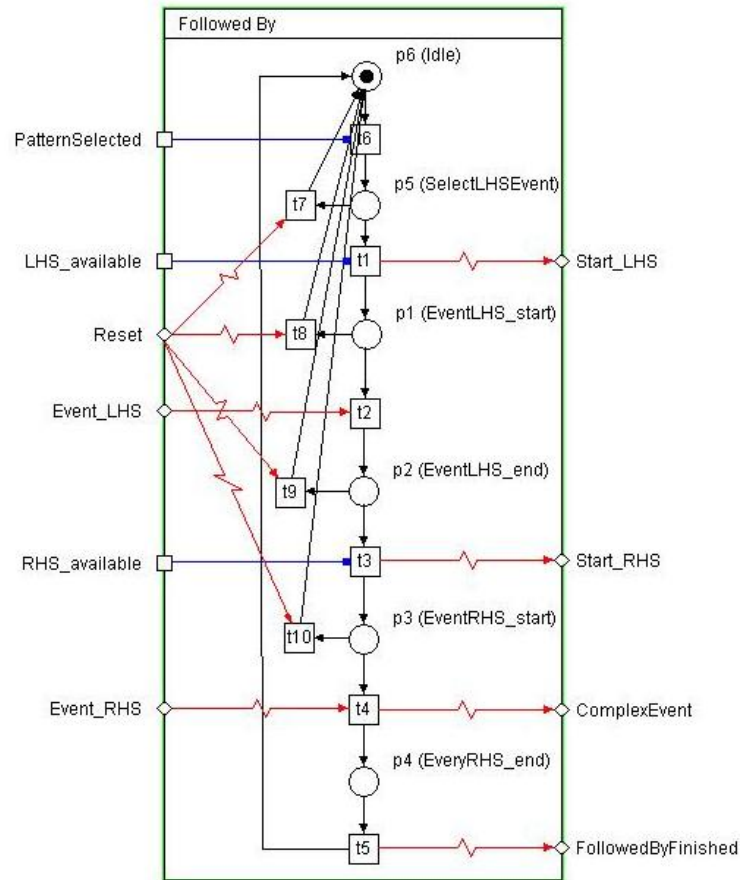 Followed By
p6 (Idle)
PatternSelected
t6
p5 (SelectLHSEvent)
t7
LHS_available
t1
Start_LHS
p1 (EventLHS_start)
Reset
t8
Event_LHS
t2
p2 (EventLHS_end)
t9
RHS_available
t3
Start_RHS
p3 (EventRHS_start)
t10
Event_RHS
t4
ComplexEvent
p4 (EveryRHS_end)
t5
FollowedByFinished